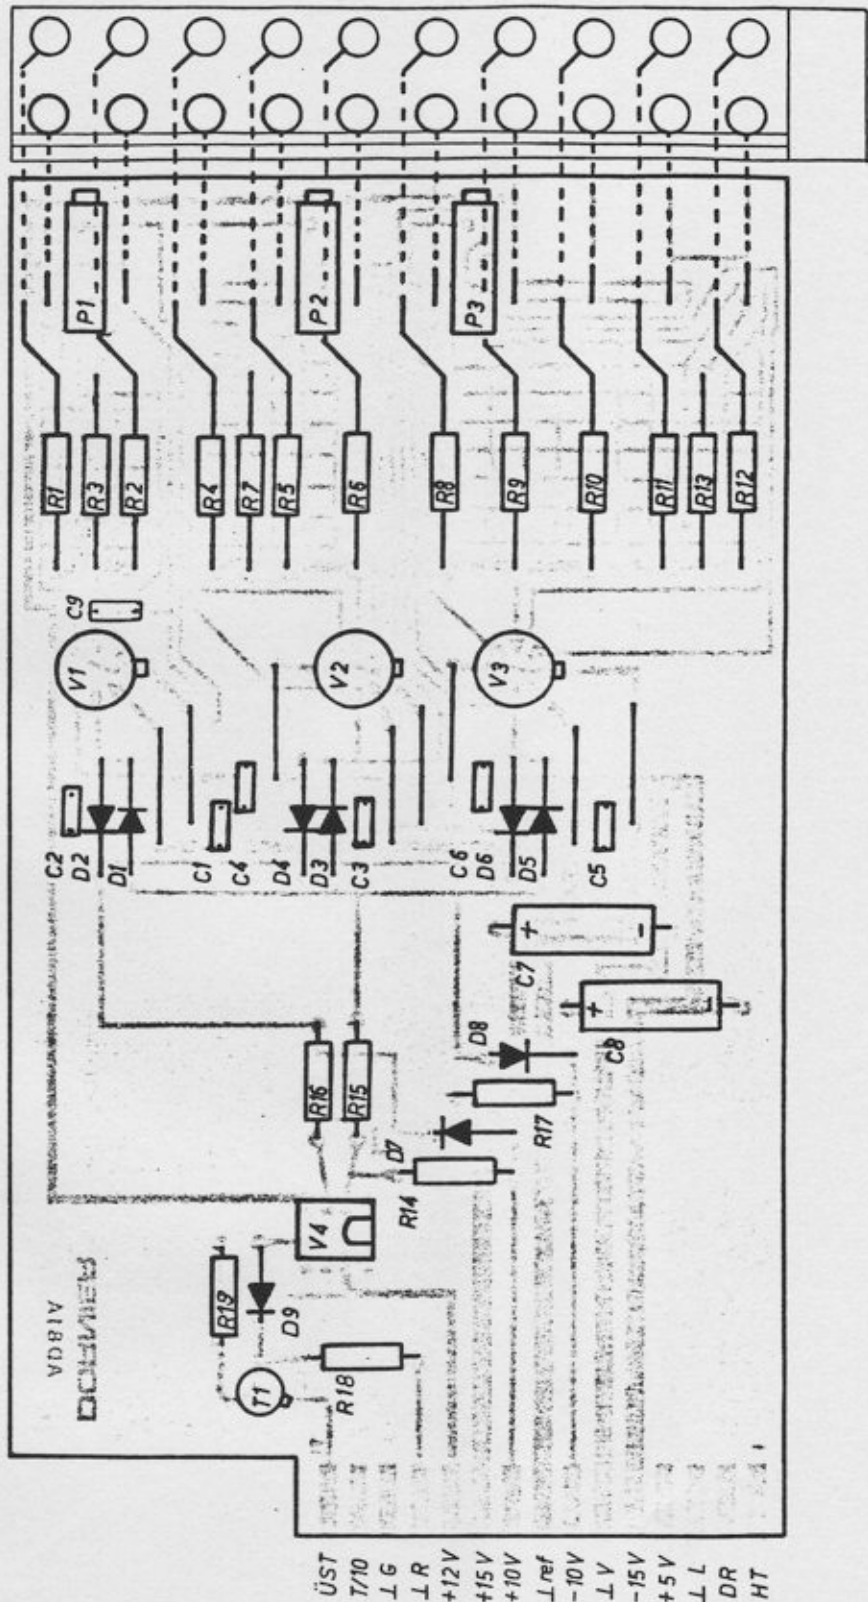 P1
P2
P3
R1
R3
R2
R4
R7
R5
R6
R8
R9
R10
R11
R13
R12
C9
V1
V2
V3
C2
D2
D1
C1
C4
D4
D3
C3
C6
D6
D5
C5
+
-
C7
+
-
C8
R16
R15
D8
R17
D7
R14
V4
R19
D9
T1
R18
DORNIER
A18QA
ÜST
T/10
⊥ G
⊥ R
+12V
+15V
+10V
⊥ ref
-10V
⊥ V
-15V
+5V
⊥ L
DR
HT